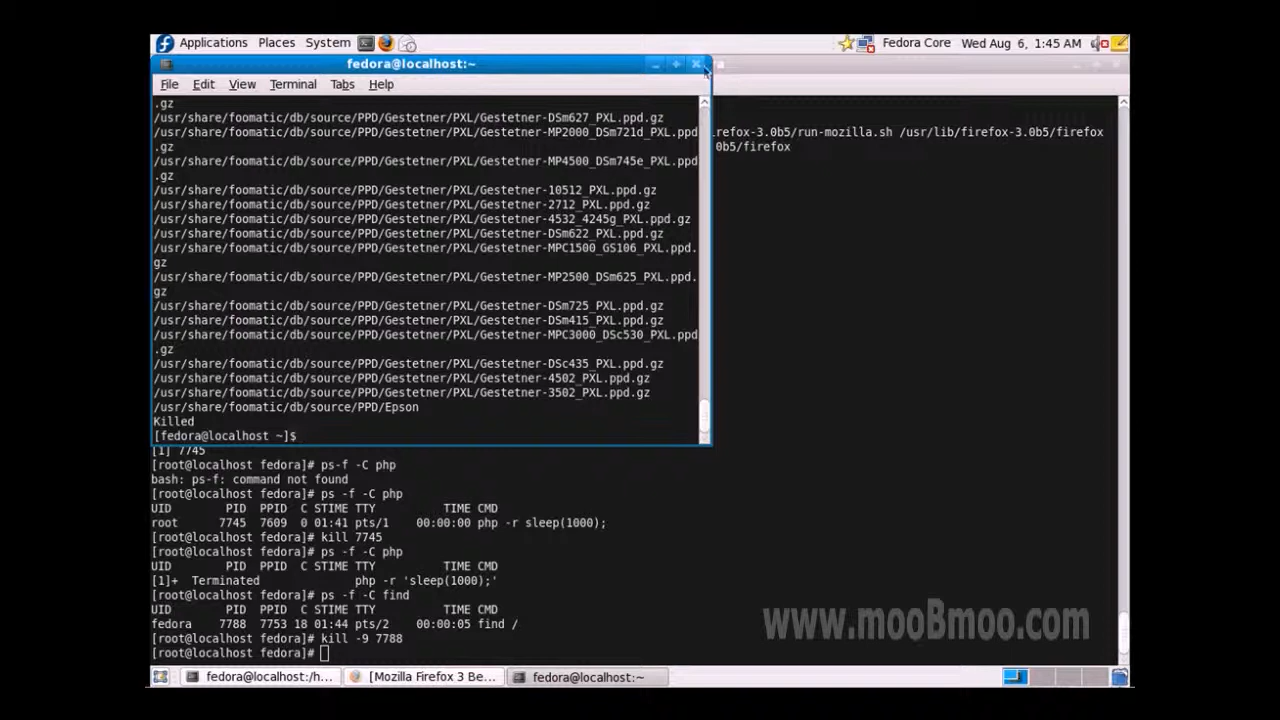 Applications Places System Fedora Core Wed Aug 6, 1:45 AM
fedora@localhost:~
File Edit View Terminal Tabs Help
.gz
/usr/share/foomatic/db/source/PPD/Gestetner/PXL/Gestetner-DSm627_PXL.ppd.gz
/usr/share/foomatic/db/source/PPD/Gestetner/PXL/Gestetner-MP2000_DSm721d_PXL.ppd
.gz
/usr/share/foomatic/db/source/PPD/Gestetner/PXL/Gestetner-MP4500_DSm745e_PXL.ppd
.gz
/usr/share/foomatic/db/source/PPD/Gestetner/PXL/Gestetner-10512_PXL.ppd.gz
/usr/share/foomatic/db/source/PPD/Gestetner/PXL/Gestetner-2712_PXL.ppd.gz
/usr/share/foomatic/db/source/PPD/Gestetner/PXL/Gestetner-4532_4245g_PXL.ppd.gz
/usr/share/foomatic/db/source/PPD/Gestetner/PXL/Gestetner-DSm622_PXL.ppd.gz
/usr/share/foomatic/db/source/PPD/Gestetner/PXL/Gestetner-MPC1500_GS106_PXL.ppd.
gz
/usr/share/foomatic/db/source/PPD/Gestetner/PXL/Gestetner-MP2500_DSm625_PXL.ppd.
gz
/usr/share/foomatic/db/source/PPD/Gestetner/PXL/Gestetner-DSm725_PXL.ppd.gz
/usr/share/foomatic/db/source/PPD/Gestetner/PXL/Gestetner-DSm415_PXL.ppd.gz
/usr/share/foomatic/db/source/PPD/Gestetner/PXL/Gestetner-MPC3000_DSc530_PXL.ppd
.gz
/usr/share/foomatic/db/source/PPD/Gestetner/PXL/Gestetner-DSc435_PXL.ppd.gz
/usr/share/foomatic/db/source/PPD/Gestetner/PXL/Gestetner-4502_PXL.ppd.gz
/usr/share/foomatic/db/source/PPD/Gestetner/PXL/Gestetner-3502_PXL.ppd.gz
/usr/share/foomatic/db/source/PPD/Epson
Killed
[fedora@localhost ~]$
irefox-3.0b5/run-mozilla.sh /usr/lib/firefox-3.0b5/firefox
0b5/firefox
[1] 7745
[root@localhost fedora]# ps-f -C php
bash: ps-f: command not found
[root@localhost fedora]# ps -f -C php
UID PID PPID C STIME TTY TIME CMD
root 7745 7609 0 01:41 pts/1 00:00:00 php -r sleep(1000);
[root@localhost fedora]# kill 7745
[root@localhost fedora]# ps -f -C php
UID PID PPID C STIME TTY TIME CMD
[1]+ Terminated php -r 'sleep(1000);'
[root@localhost fedora]# ps -f -C find
UID PID PPID C STIME TTY TIME CMD
fedora 7788 7753 18 01:44 pts/2 00:00:05 find /
[root@localhost fedora]# kill -9 7788
[root@localhost fedora]#
www.mooBmoo.com
fedora@localhost:/h... [Mozilla Firefox 3 Be... fedora@localhost:~